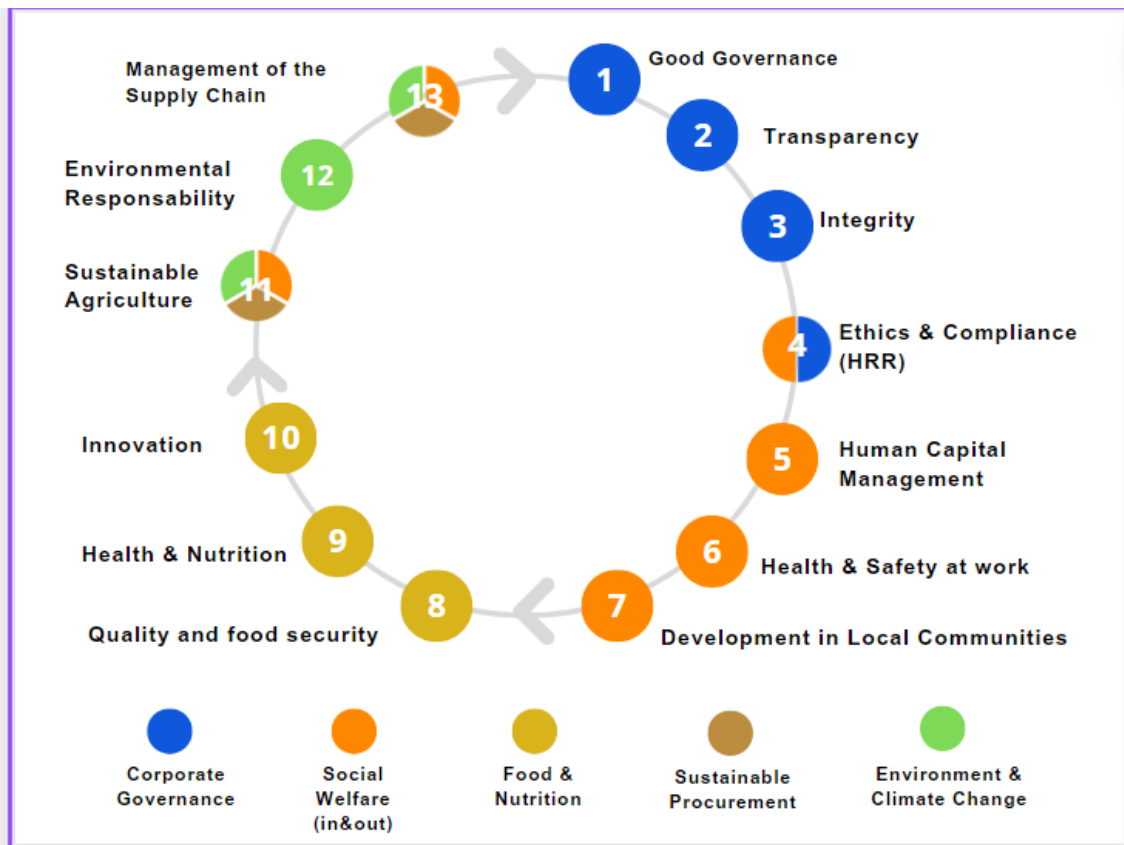 1
Good Governance
2
Transparency
3
Integrity
4
Ethics & Compliance
(HRR)
5
Human Capital
Management
6
Health & Safety at work
7
Development in Local Communities
8
Quality and food security
9
Health & Nutrition
10
Innovation
11
Sustainable
Agriculture
12
Environmental
Responsability
13
Management of the
Supply Chain
Corporate
Governance
Social
Welfare
(in&out)
Food &
Nutrition
Sustainable
Procurement
Environment &
Climate Change